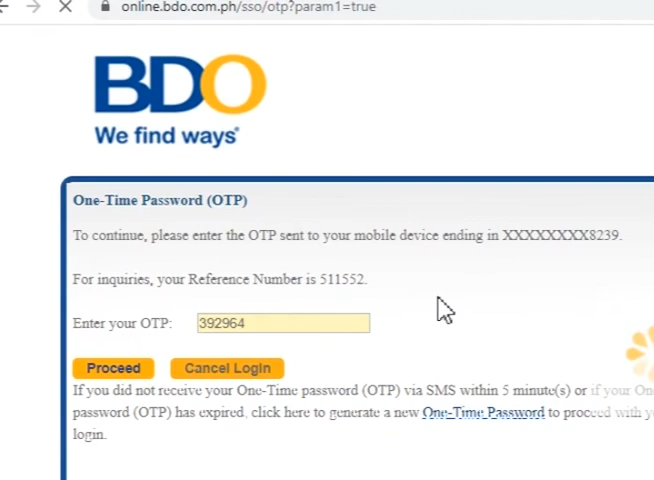 online.bdo.com.ph/sso/otp?param1=true
BDO
We find ways
One-Time Password (OTP)
To continue, please enter the OTP sent to your mobile device ending in XXXXXXXX8239.
For inquiries, your Reference Number is 511552.
Enter your OTP: 392964
Proceed Cancel Login
If you did not receive your One-Time password (OTP) via SMS within 5 minute(s) or if your On
password (OTP) has expired, click here to generate a new One-Time Password to proceed with
login.